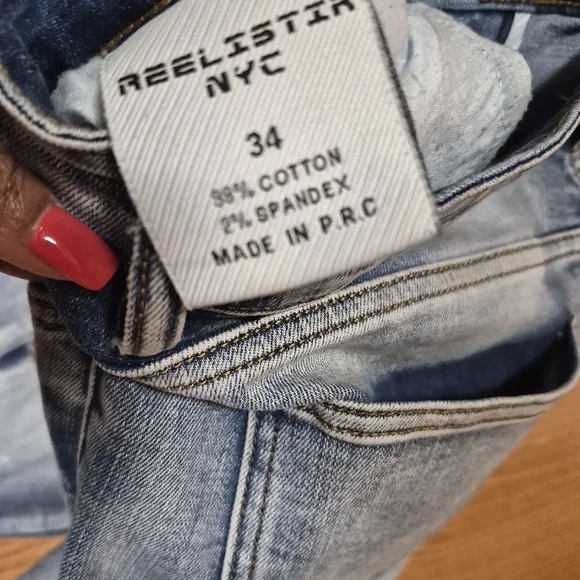 REELISTIK
NYC
34
98% COTTON
2% SPANDEX
MADE IN P.R.C